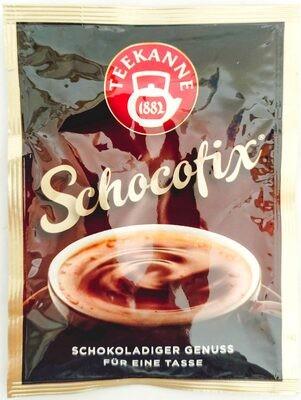 TEEKANNE
1882
Schocofix®
SCHOKOLADIGER GENUSS
FÜR EINE TASSE